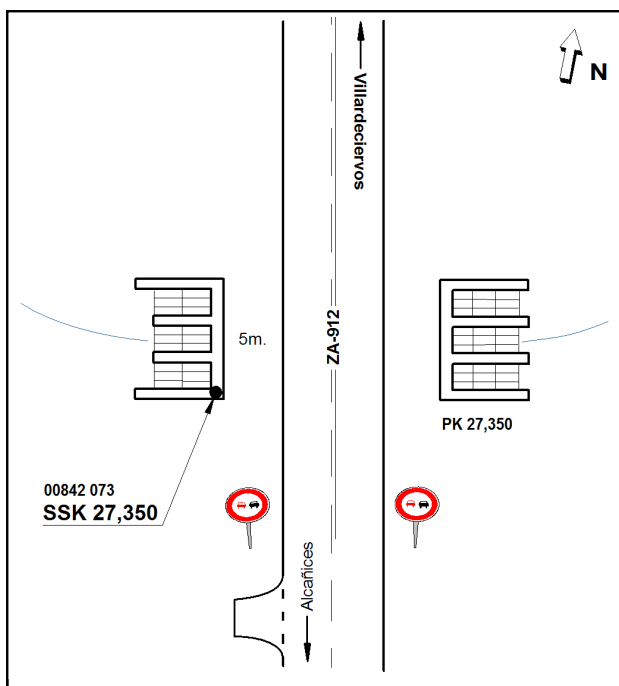 N
Villardeciervos
ZA-912
5m.
PK 27,350
00842 073
SSK 27,350
Alcañices